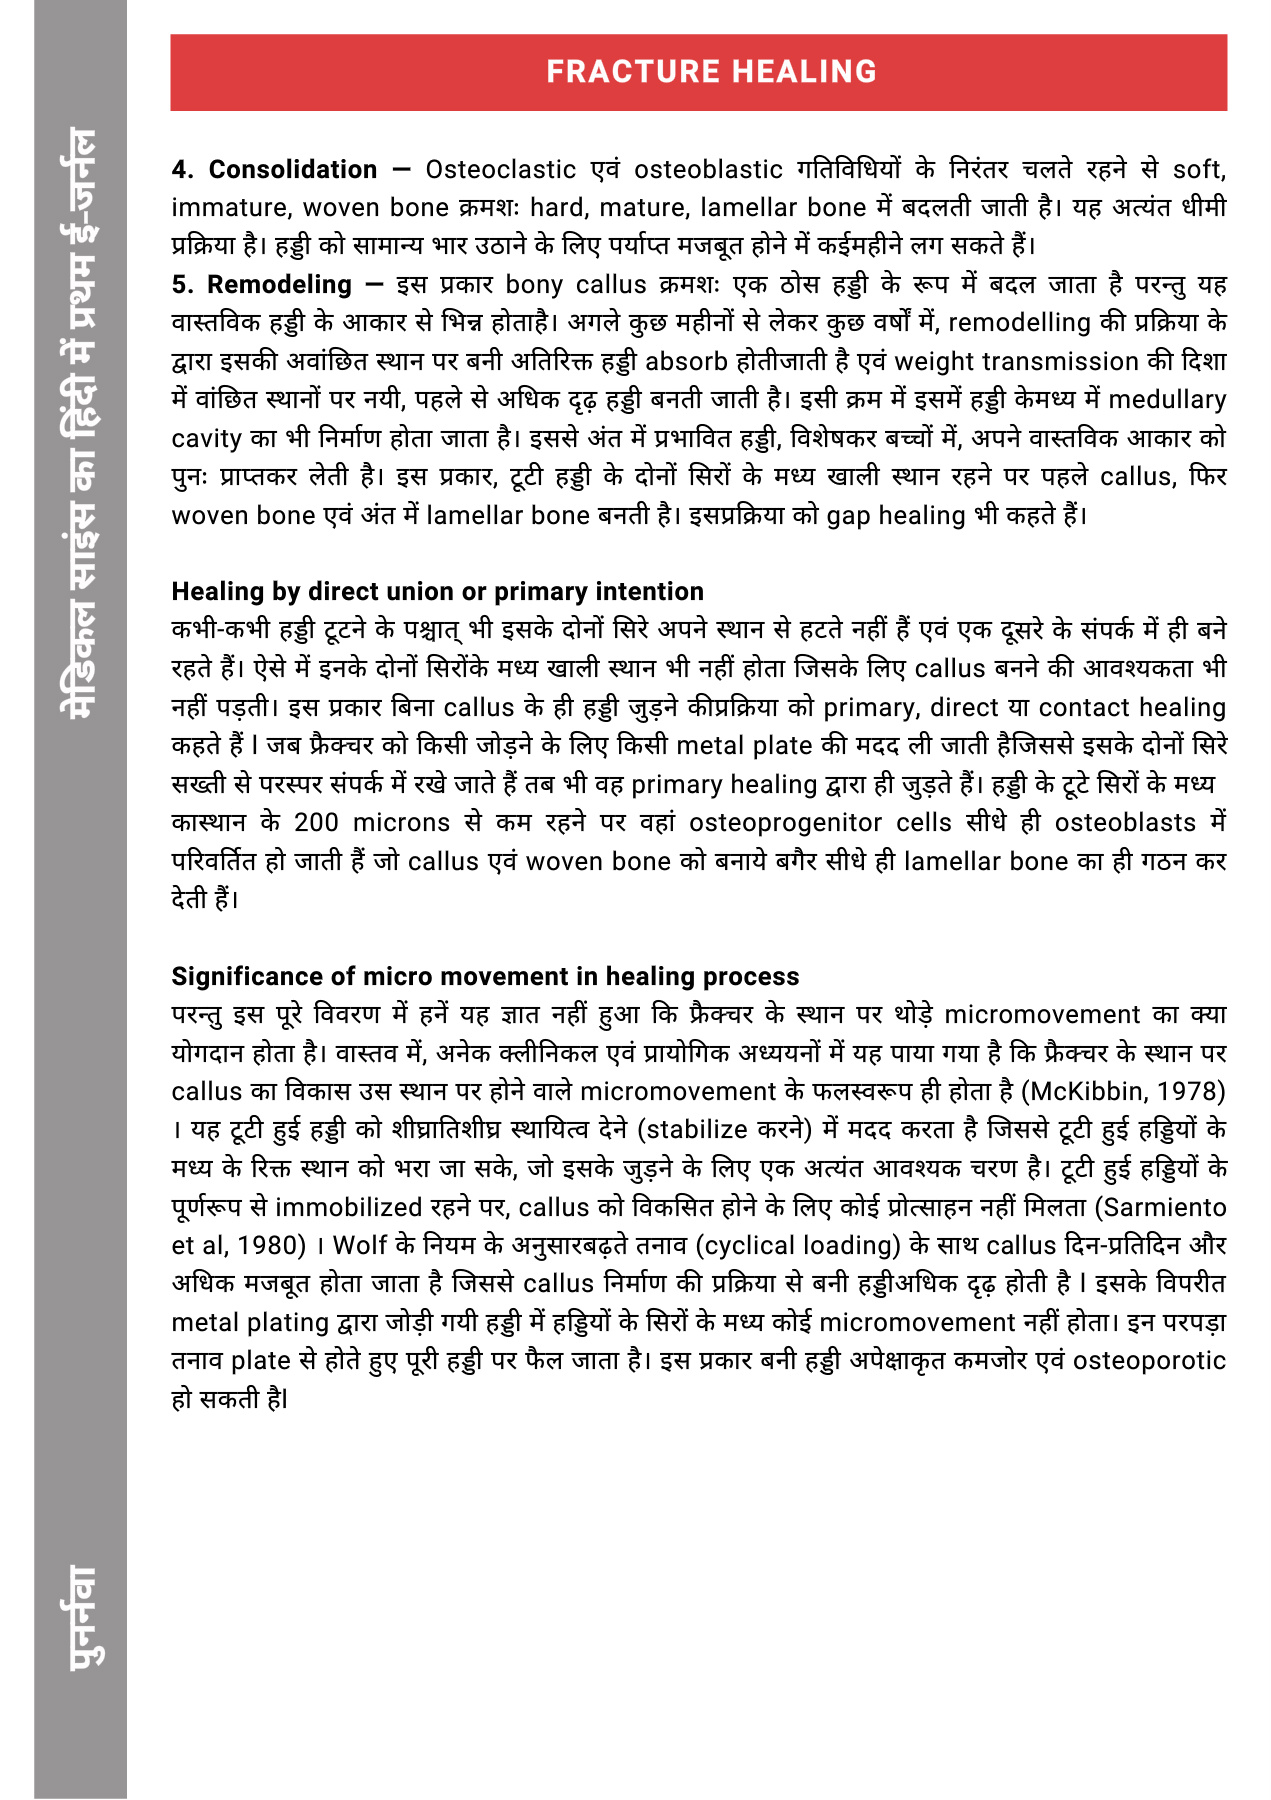 FRACTURE HEALING
4. Consolidation — Osteoclastic एवं osteoblastic गतिविधियों के निरंतर चलते रहने से soft,
immature, woven bone क्रमशः hard, mature, lamellar bone में बदलती जाती है। यह अत्यंत धीमी
प्रक्रिया है। हड्डी को सामान्य भार उठाने के लिए पर्याप्त मजबूत होने में कईमहीने लग सकते हैं।
5. Remodeling — इस प्रकार bony callus क्रमशः एक ठोस हड्डी के रूप में बदल जाता है परन्तु यह
वास्तविक हड्डी के आकार से भिन्न होताहै। अगले कुछ महीनों से लेकर कुछ वर्षों में, remodelling की प्रक्रिया के
द्वारा इसकी अवांछित स्थान पर बनी अतिरिक्त हड्डी absorb होतीजाती है एवं weight transmission की दिशा
में वांछित स्थानों पर नयी, पहले से अधिक दृढ़ हड्डी बनती जाती है। इसी क्रम में इसमें हड्डी केमध्य में medullary
cavity का भी निर्माण होता जाता है। इससे अंत में प्रभावित हड्डी, विशेषकर बच्चों में, अपने वास्तविक आकार को
पुनः प्राप्तकर लेती है। इस प्रकार, टूटी हड्डी के दोनों सिरों के मध्य खाली स्थान रहने पर पहले callus, फिर
woven bone एवं अंत में lamellar bone बनती है। इसप्रक्रिया को gap healing भी कहते हैं।
Healing by direct union or primary intention
कभी-कभी हड्डी टूटने के पश्चात् भी इसके दोनों सिरे अपने स्थान से हटते नहीं हैं एवं एक दूसरे के संपर्क में ही बने
रहते हैं। ऐसे में इनके दोनों सिरोंके मध्य खाली स्थान भी नहीं होता जिसके लिए callus बनने की आवश्यकता भी
नहीं पड़ती। इस प्रकार बिना callus के ही हड्डी जुड़ने कीप्रक्रिया को primary, direct या contact healing
कहते हैं l जब फ्रैक्चर को किसी जोड़ने के लिए किसी metal plate की मदद ली जाती हैजिससे इसके दोनों सिरे
सख्ती से परस्पर संपर्क में रखे जाते हैं तब भी वह primary healing द्वारा ही जुड़ते हैं। हड्डी के टूटे सिरों के मध्य
कास्थान के 200 microns से कम रहने पर वहां osteoprogenitor cells सीधे ही osteoblasts में
परिवर्तित हो जाती हैं जो callus एवं woven bone को बनाये बगैर सीधे ही lamellar bone का ही गठन कर
देती हैं।
Significance of micro movement in healing process
परन्तु इस पूरे विवरण में हनें यह ज्ञात नहीं हुआ कि फ्रैक्चर के स्थान पर थोड़े micromovement का क्या
योगदान होता है। वास्तव में, अनेक क्लीनिकल एवं प्रायोगिक अध्ययनों में यह पाया गया है कि फ्रैक्चर के स्थान पर
callus का विकास उस स्थान पर होने वाले micromovement के फलस्वरूप ही होता है (McKibbin, 1978)
। यह टूटी हुई हड्डी को शीघ्रातिशीघ्र स्थायित्व देने (stabilize करने) में मदद करता है जिससे टूटी हुई हड्डियों के
मध्य के रिक्त स्थान को भरा जा सके, जो इसके जुड़ने के लिए एक अत्यंत आवश्यक चरण है। टूटी हुई हड्डियों के
पूर्णरूप से immobilized रहने पर, callus को विकसित होने के लिए कोई प्रोत्साहन नहीं मिलता (Sarmiento
et al, 1980) । Wolf के नियम के अनुसारबढ़ते तनाव (cyclical loading) के साथ callus दिन-प्रतिदिन और
अधिक मजबूत होता जाता है जिससे callus निर्माण की प्रक्रिया से बनी हड्डीअधिक दृढ़ होती है l इसके विपरीत
metal plating द्वारा जोड़ी गयी हड्डी में हड्डियों के सिरों के मध्य कोई micromovement नहीं होता। इन परपड़ा
तनाव plate से होते हुए पूरी हड्डी पर फैल जाता है। इस प्रकार बनी हड्डी अपेक्षाकृत कमजोर एवं osteoporotic
हो सकती हैl
मेडिकल साइंस का हिंदी में प्रथम ई-जर्नल
पुनर्नवा